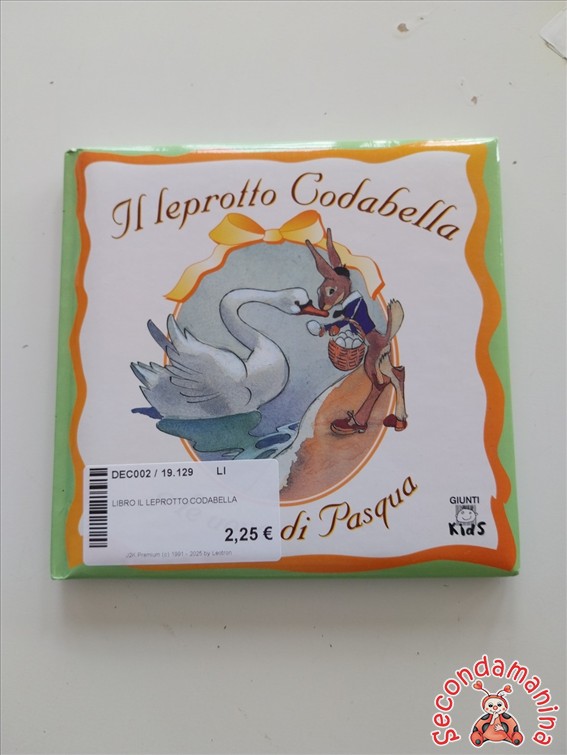 Il leprotto Codabella
DEC002 / 19.129 LI
LIBRO IL LEPROTTO CODABELLA
2,25 €
di Pasqua
GIUNTI
KidS
Secondamanina